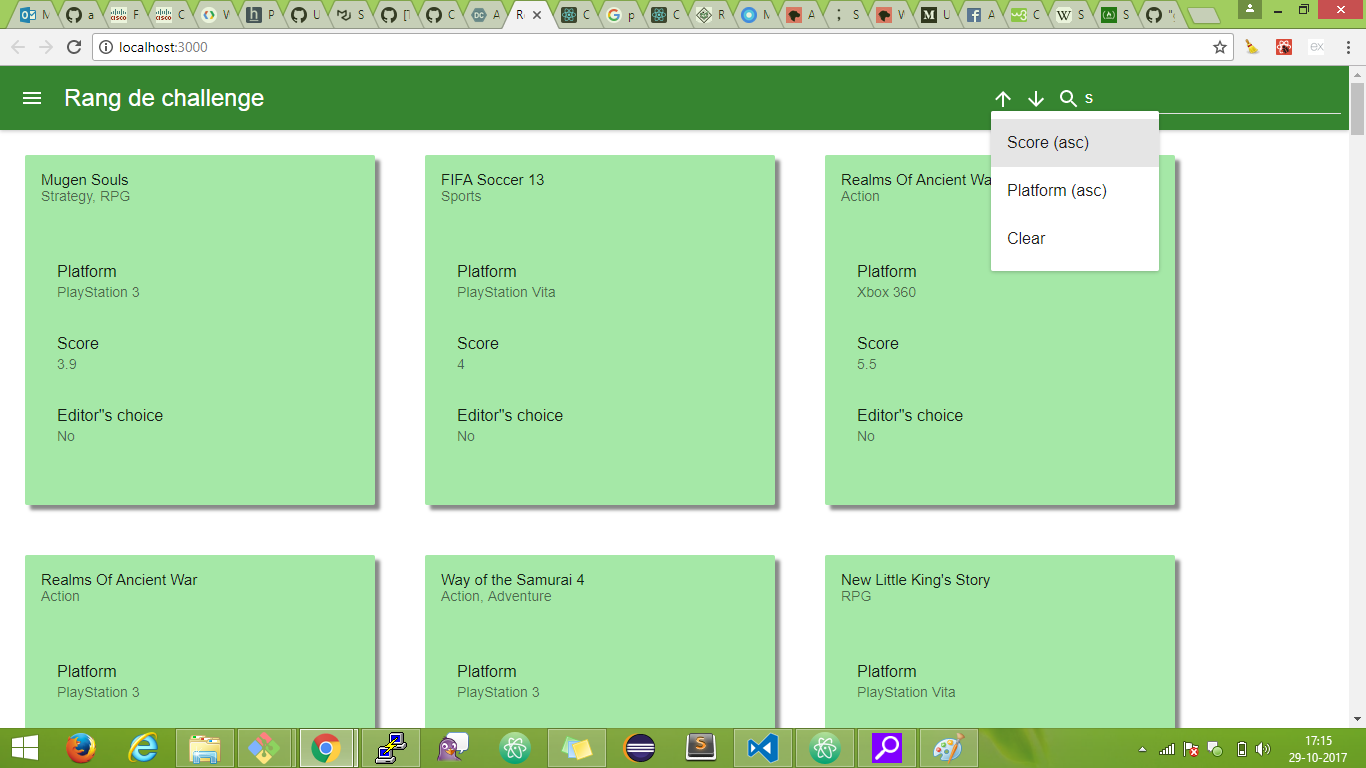 M
a
F
C
V
P
U
S
[T
C
A
R
C
p
C
R
M
A
S
V
U
A
W S
S
"
localhost:3000
ex
Rang de challenge
s
Score (asc)
Platform (asc)
Clear
Mugen Souls
Strategy, RPG
Platform
PlayStation 3
Score
3.9
Editor"s choice
No
FIFA Soccer 13
Sports
Platform
PlayStation Vita
Score
4
Editor"s choice
No
Realms Of Ancient Wa
Action
Platform
Xbox 360
Score
5.5
Editor"s choice
No
Realms Of Ancient War
Action
Platform
PlayStation 3
Way of the Samurai 4
Action, Adventure
Platform
PlayStation 3
New Little King's Story
RPG
Platform
PlayStation Vita
17:15
29-10-2017